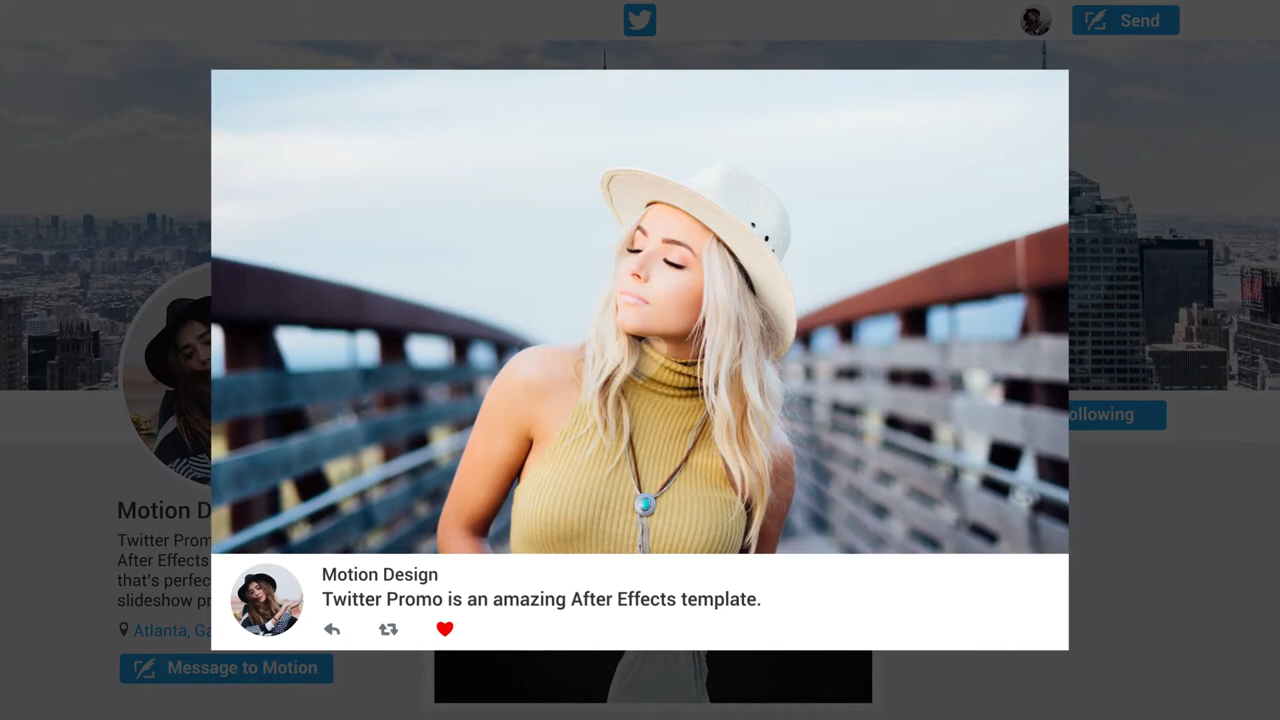 Send
ollowing
Motion Design
Twitter Promo is an amazing After Effects template.
Motion D
Twitter Prom
After Effects
that's perfec
slideshow pr
Atlanta, Ga
Message to Motion